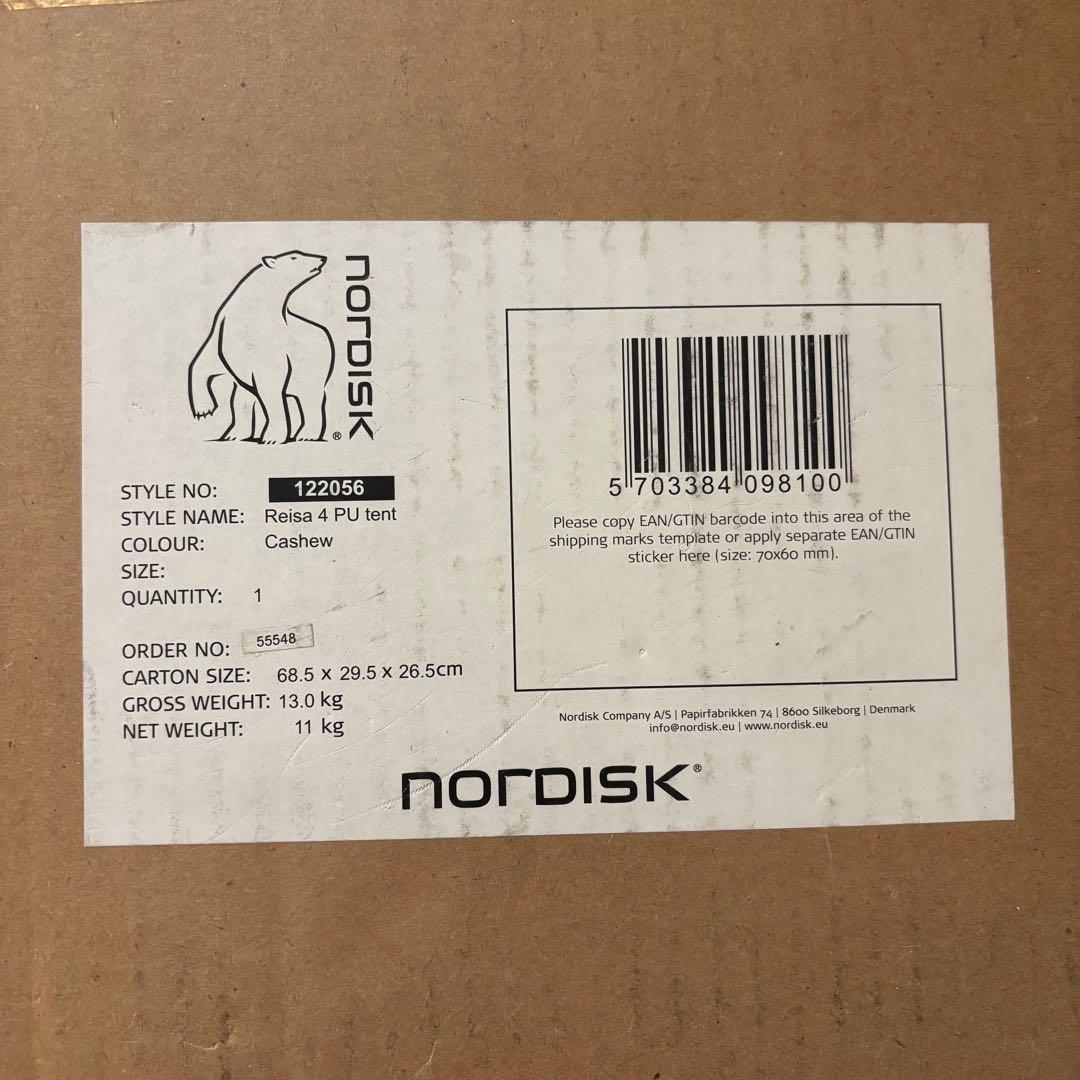 NORDISK®
STYLE NO: 122056
STYLE NAME: Reisa 4 PU tent
COLOUR: Cashew
SIZE:
QUANTITY: 1
ORDER NO: 55548
CARTON SIZE: 68.5 x 29.5 x 26.5cm
GROSS WEIGHT: 13.0 kg
NET WEIGHT: 11 kg
5 703384 098100
Please copy EAN/GTIN barcode into this area of the
shipping marks template or apply separate EAN/GTIN
sticker here (size: 70x60 mm).
Nordisk Company A/S | Papirfabrikken 74 | 8600 Silkeborg | Denmark
info@nordisk.eu | www.nordisk.eu
NORDISK®